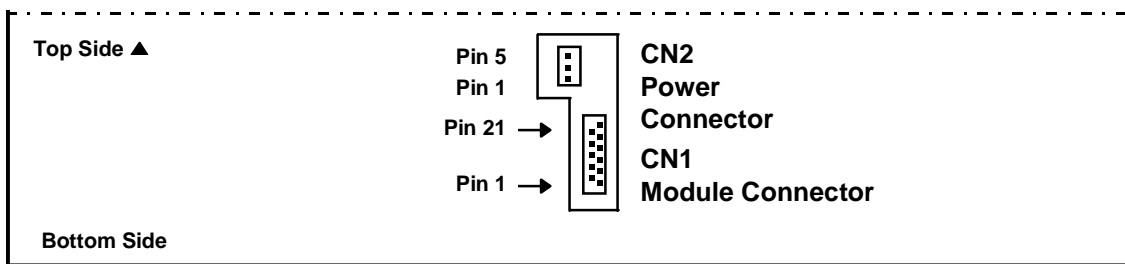 Top Side ▲
Pin 5
Pin 1
Pin 21
Pin 1
CN2
Power
Connector
CN1
Module Connector
Bottom Side